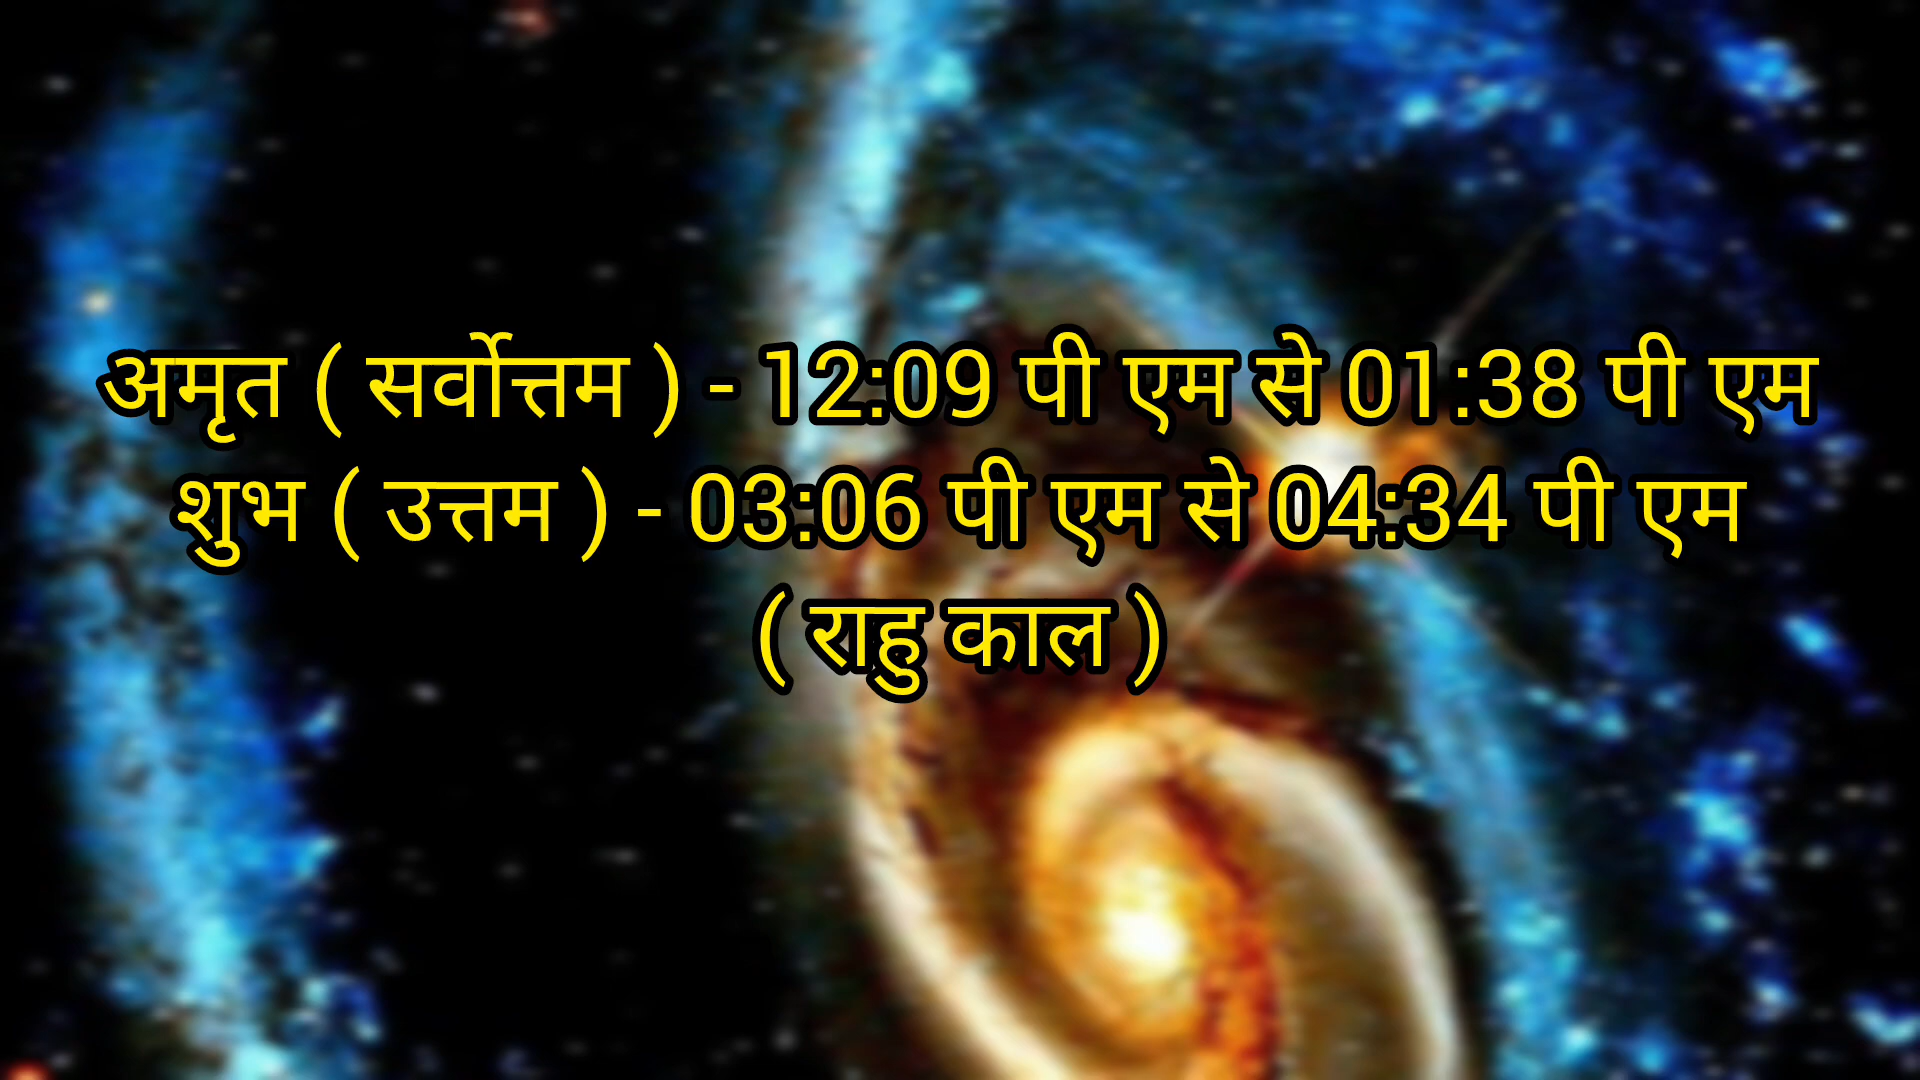 अमृत ( सर्वोत्तम ) - 12:09 पी एम से 01:38 पी एम
शुभ ( उत्तम ) - 03:06 पी एम से 04:34 पी एम
( राहु काल )